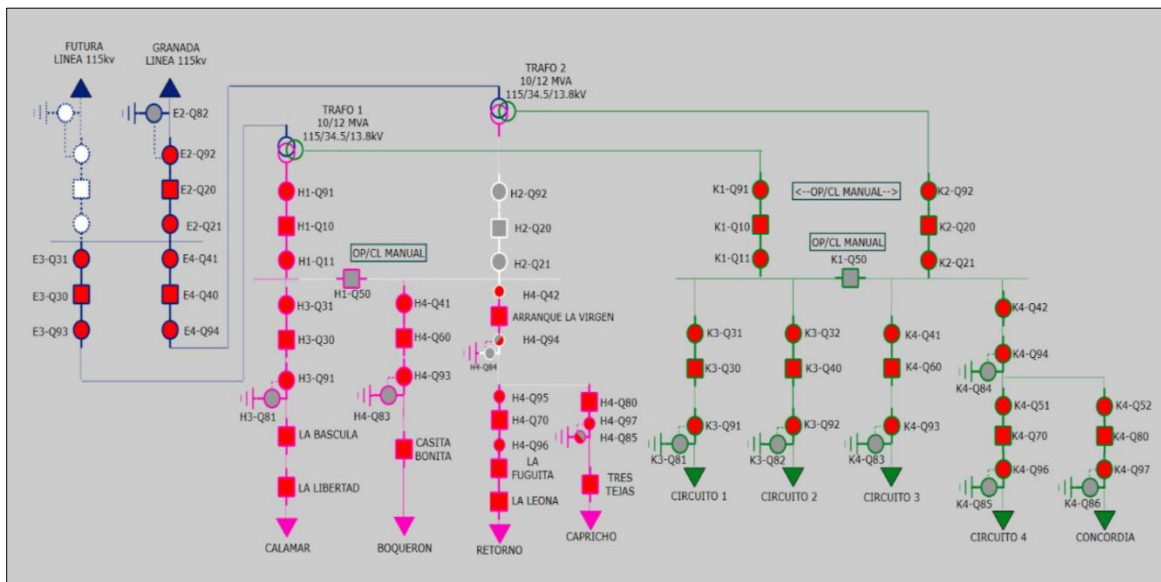 FUTURA
LINEA 115kv
GRANADA
LINEA 115kv
E2-Q82
E2-Q92
E2-Q20
E2-Q21
E3-Q31
E3-Q30
E3-Q93
E4-Q41
E4-Q40
E4-Q94
TRAFO 1
10/12 MVA
115/34.5/13.8kV
TRAFO 2
10/12 MVA
115/34.5/13.8kV
H1-Q91
H1-Q10
H1-Q11
OP/CL MANUAL
H1-Q50
H2-Q92
H2-Q20
H2-Q21
H3-Q31
H3-Q30
H3-Q91
H3-Q81
LA BASCULA
LA LIBERTAD
CALAMAR
H4-Q41
H4-Q60
H4-Q93
H4-Q83
CASITA
BONITA
BOQUERON
H4-Q42
ARRANQUE LA VIRGEN
H4-Q94
H4-Q84
H4-Q95
H4-Q70
H4-Q96
LA
FUGUITA
LA LEONA
RETORNO
H4-Q80
H4-Q97
H4-Q85
TRES
TEJAS
CAPRICHO
K1-Q91
K1-Q10
K1-Q11
<--OP/CL MANUAL-->
OP/CL MANUAL
K1-Q50
K2-Q92
K2-Q20
K2-Q21
K3-Q31
K3-Q30
K3-Q91
K3-Q81
CIRCUITO 1
K3-Q32
K3-Q40
K3-Q92
K3-Q82
CIRCUITO 2
K4-Q41
K4-Q60
K4-Q93
K4-Q83
CIRCUITO 3
K4-Q42
K4-Q94
K4-Q84
K4-Q51
K4-Q70
K4-Q96
K4-Q85
CIRCUITO 4
K4-Q52
K4-Q80
K4-Q97
K4-Q86
CONCORDIA